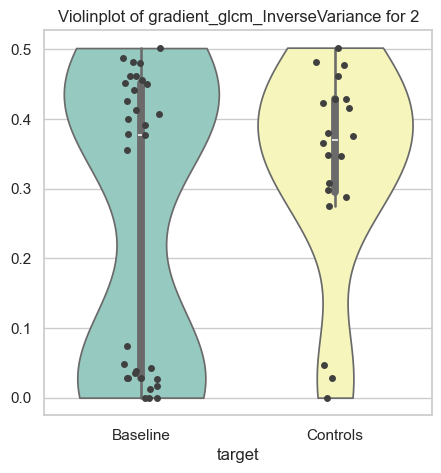 Violinplot of gradient_glcm_InverseVariance for 2
0.5
0.4
0.3
0.2
0.1
0.0
Baseline
Controls
target